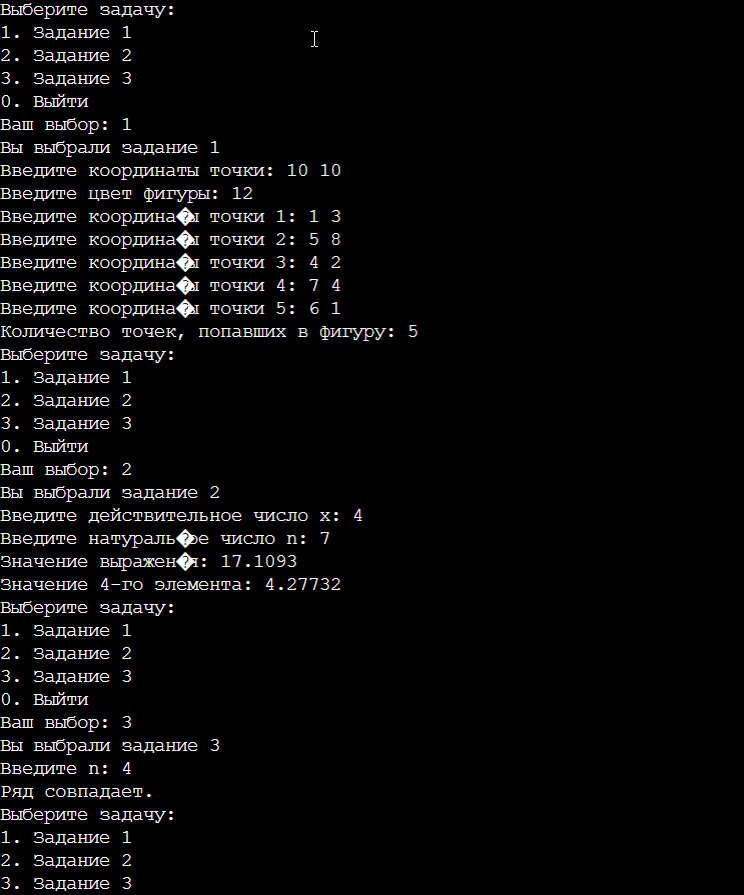 Выберите задачу:
1. Задание 1
2. Задание 2
3. Задание 3
0. Выйти
Ваш выбор: 1
Вы выбрали задание 1
Введите координаты точки: 10 10
Введите цвет фигуры: 12
Введите координа�ы точки 1: 1 3
Введите координа�ы точки 2: 5 8
Введите координа�ы точки 3: 4 2
Введите координа�ы точки 4: 7 4
Введите координа�ы точки 5: 6 1
Количество точек, попавших в фигуру: 5
Выберите задачу:
1. Задание 1
2. Задание 2
3. Задание 3
0. Выйти
Ваш выбор: 2
Вы выбрали задание 2
Введите действительное число x: 4
Введите натураль�ое число n: 7
Значение выражен�я: 17.1093
Значение 4-го элемента: 4.27732
Выберите задачу:
1. Задание 1
2. Задание 2
3. Задание 3
0. Выйти
Ваш выбор: 3
Вы выбрали задание 3
Введите n: 4
Ряд совпадает.
Выберите задачу:
1. Задание 1
2. Задание 2
3. Задание 3